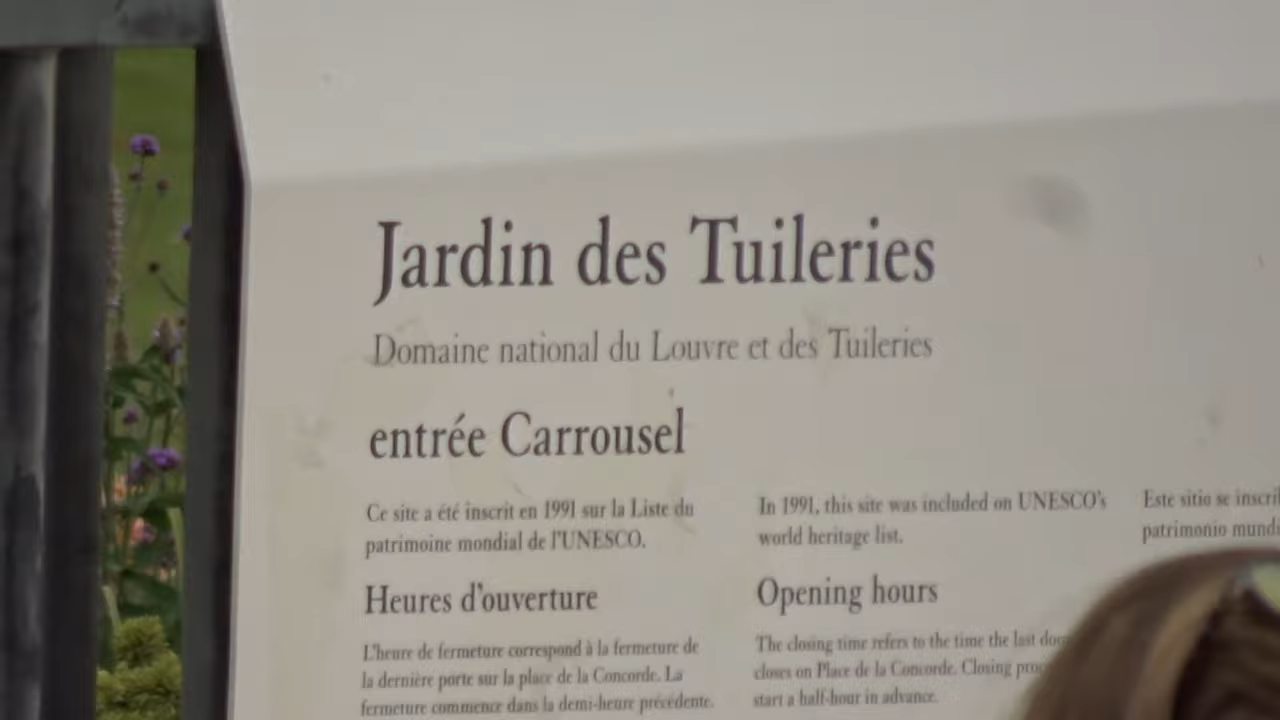 Jardin des Tuileries
Domaine national du Louvre et des Tuileries
entrée Carrousel
Ce site a été inscrit en 1991 sur la Liste du
patrimoine mondial de l'UNESCO.
Heures d'ouverture
L'heure de fermeture correspond à la fermeture de
la dernière porte sur la place de la Concorde. La
fermeture commence dans la demi-heure précédente.
In 1991, this site was included on UNESCO's
world heritage list.
Opening hours
The closing time refers to the time the last
closes on Place de la Concorde. Closing
start a half-hour in advance.
Este sitio se
patrimonio